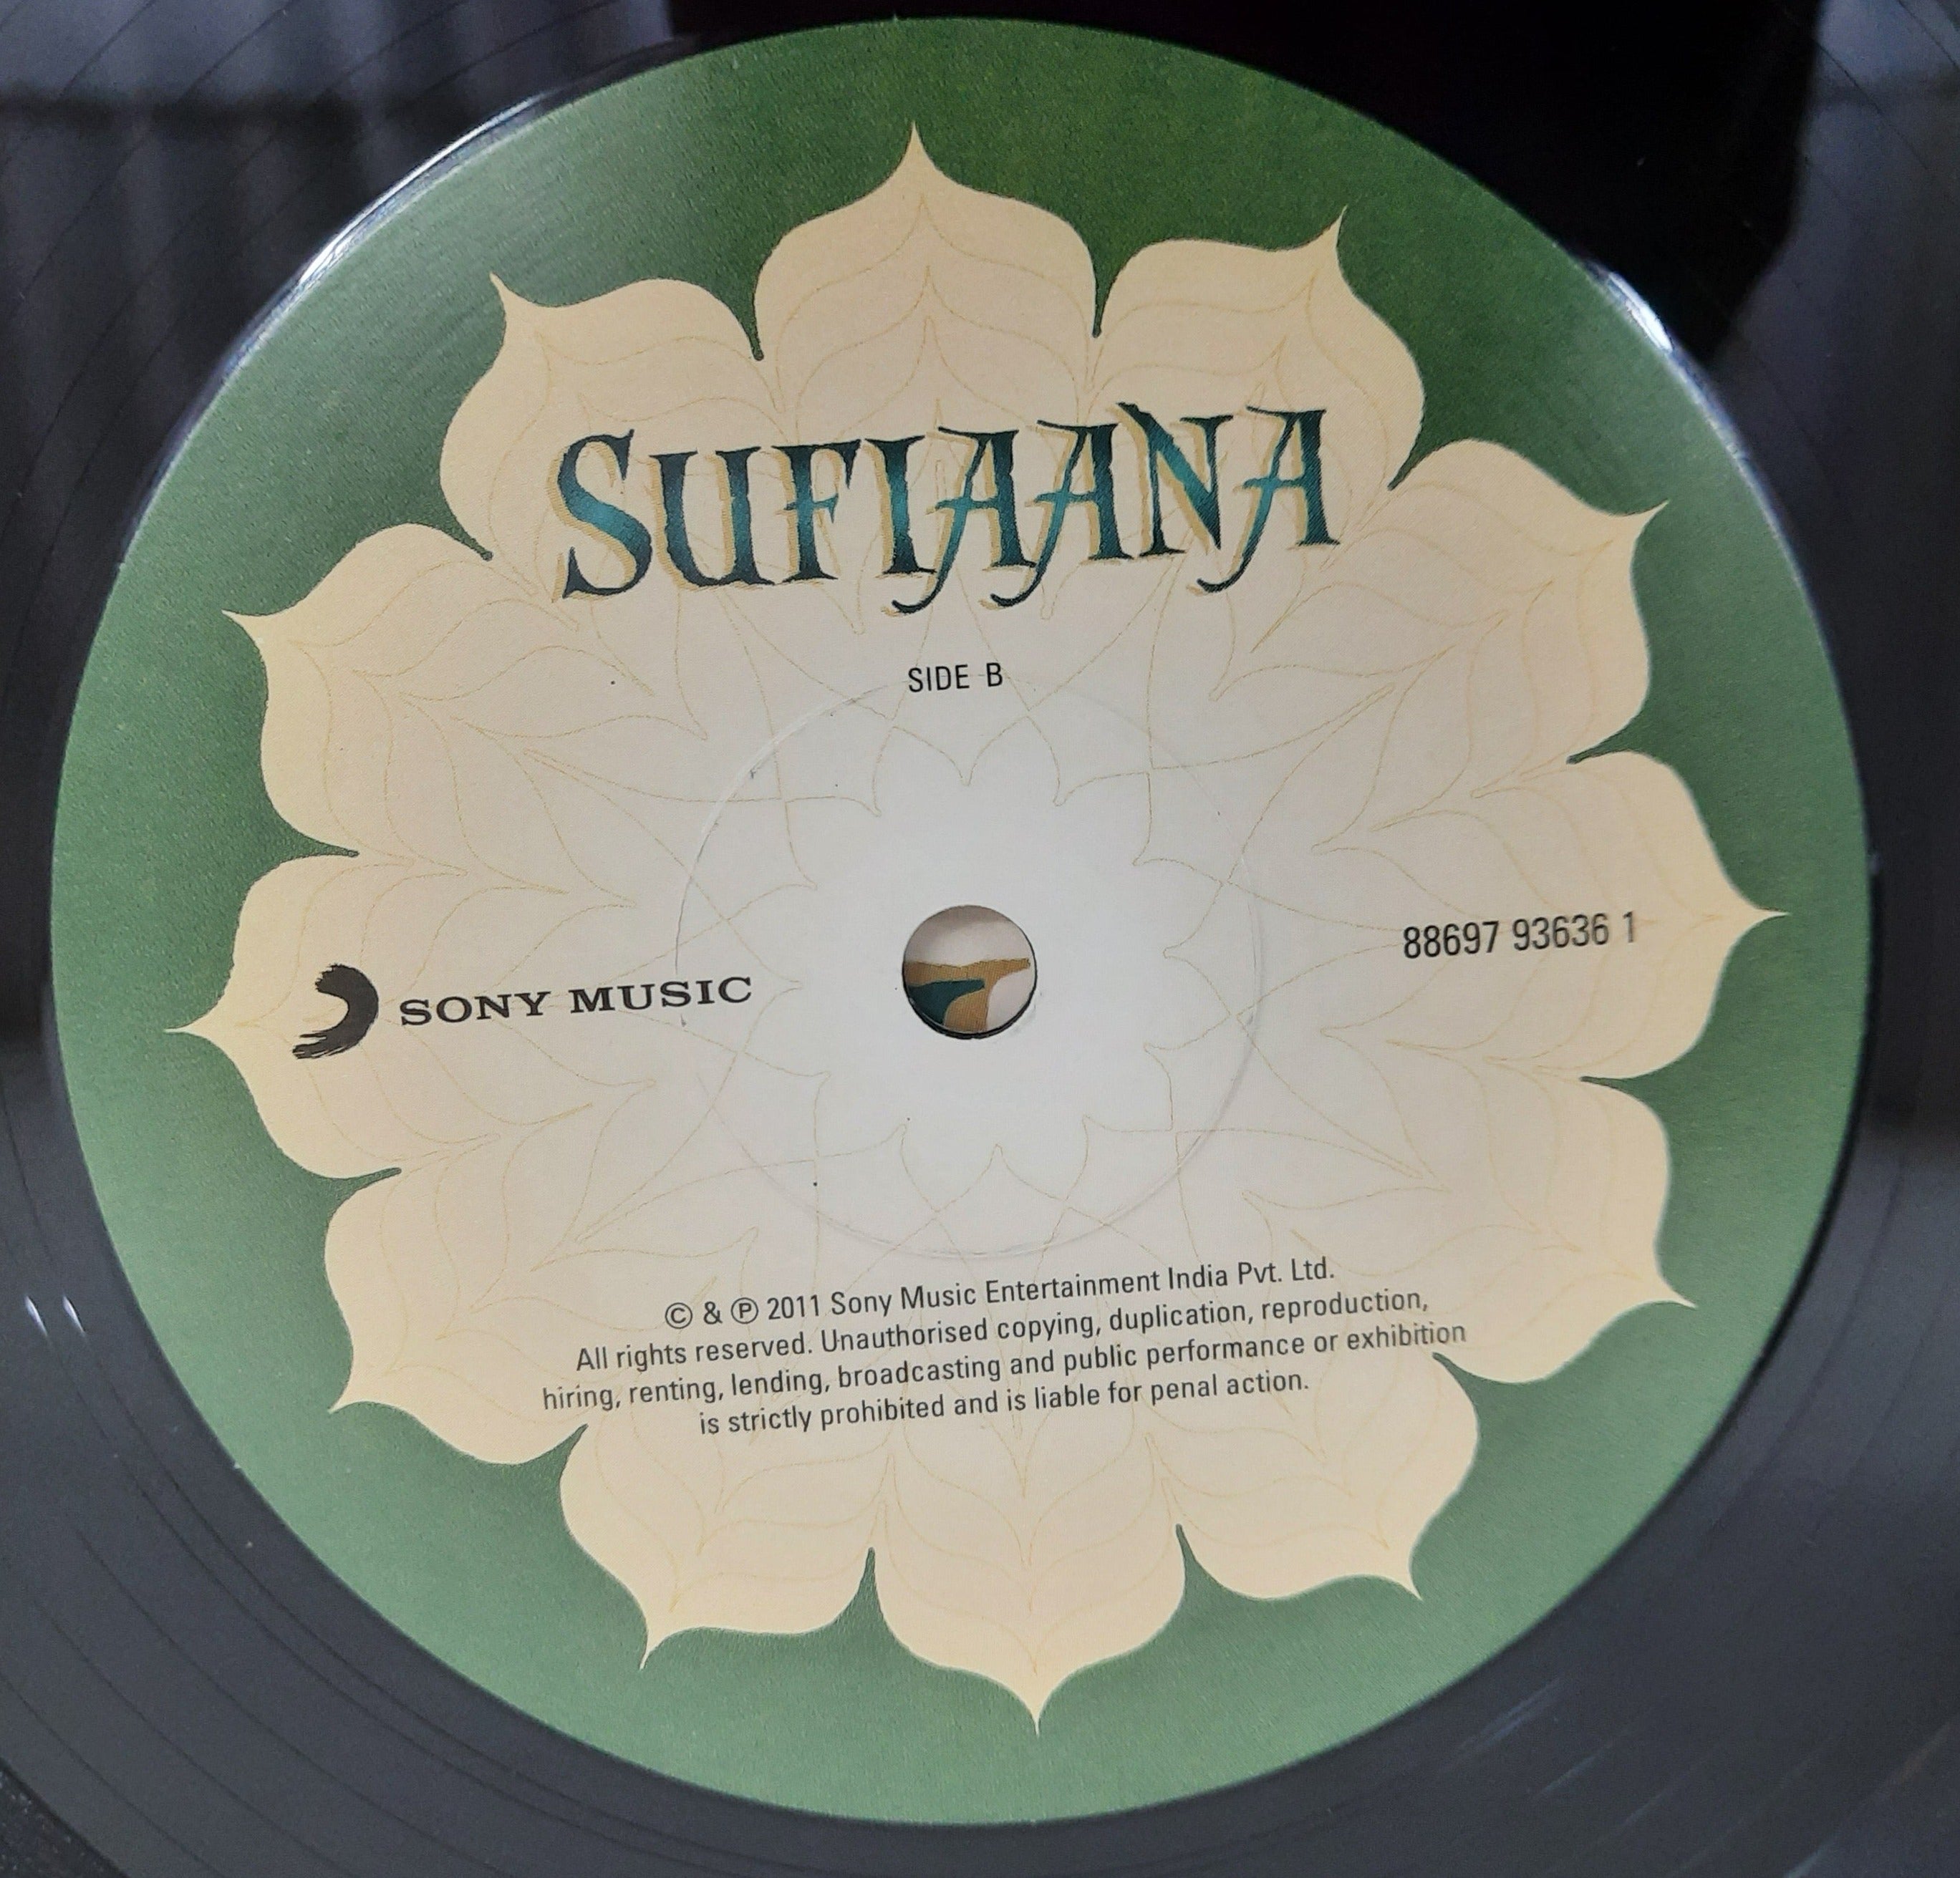 SUFIAANA
SIDE B
88697 93636 1
SONY MUSIC
© & ℗ 2011 Sony Music Entertainment India Pvt. Ltd.
All rights reserved. Unauthorised copying, duplication, reproduction,
hiring, renting, lending, broadcasting and public performance or exhibition
is strictly prohibited and is liable for penal action.